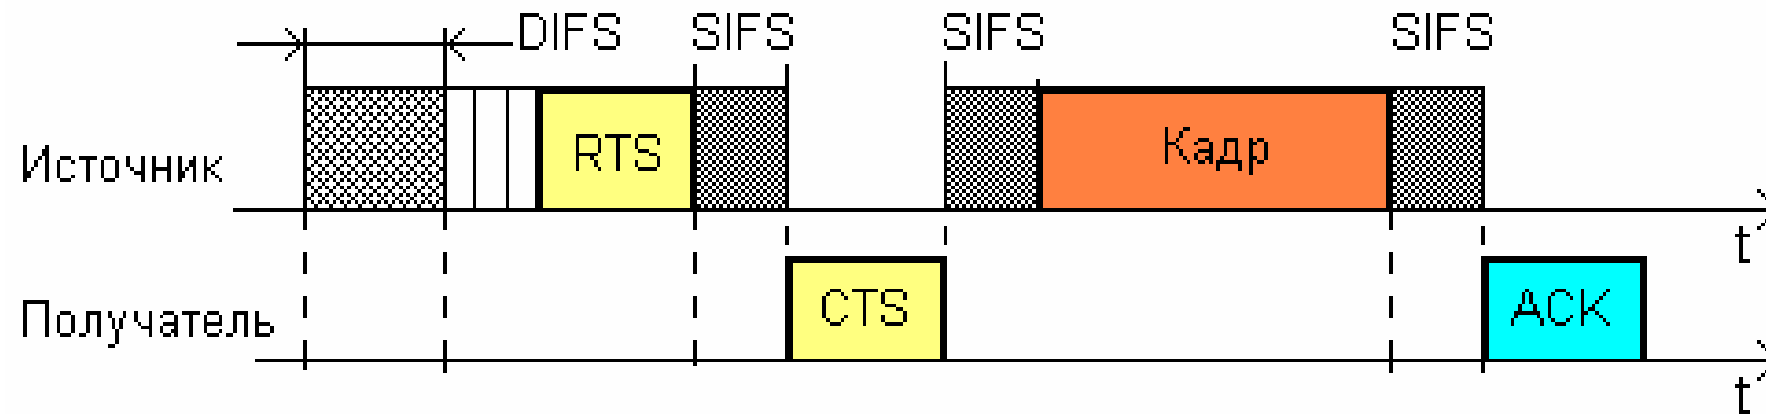 DIFS SIFS SIFS SIFS
Источник RTS Кадр
t
Получатель CTS ACK
t